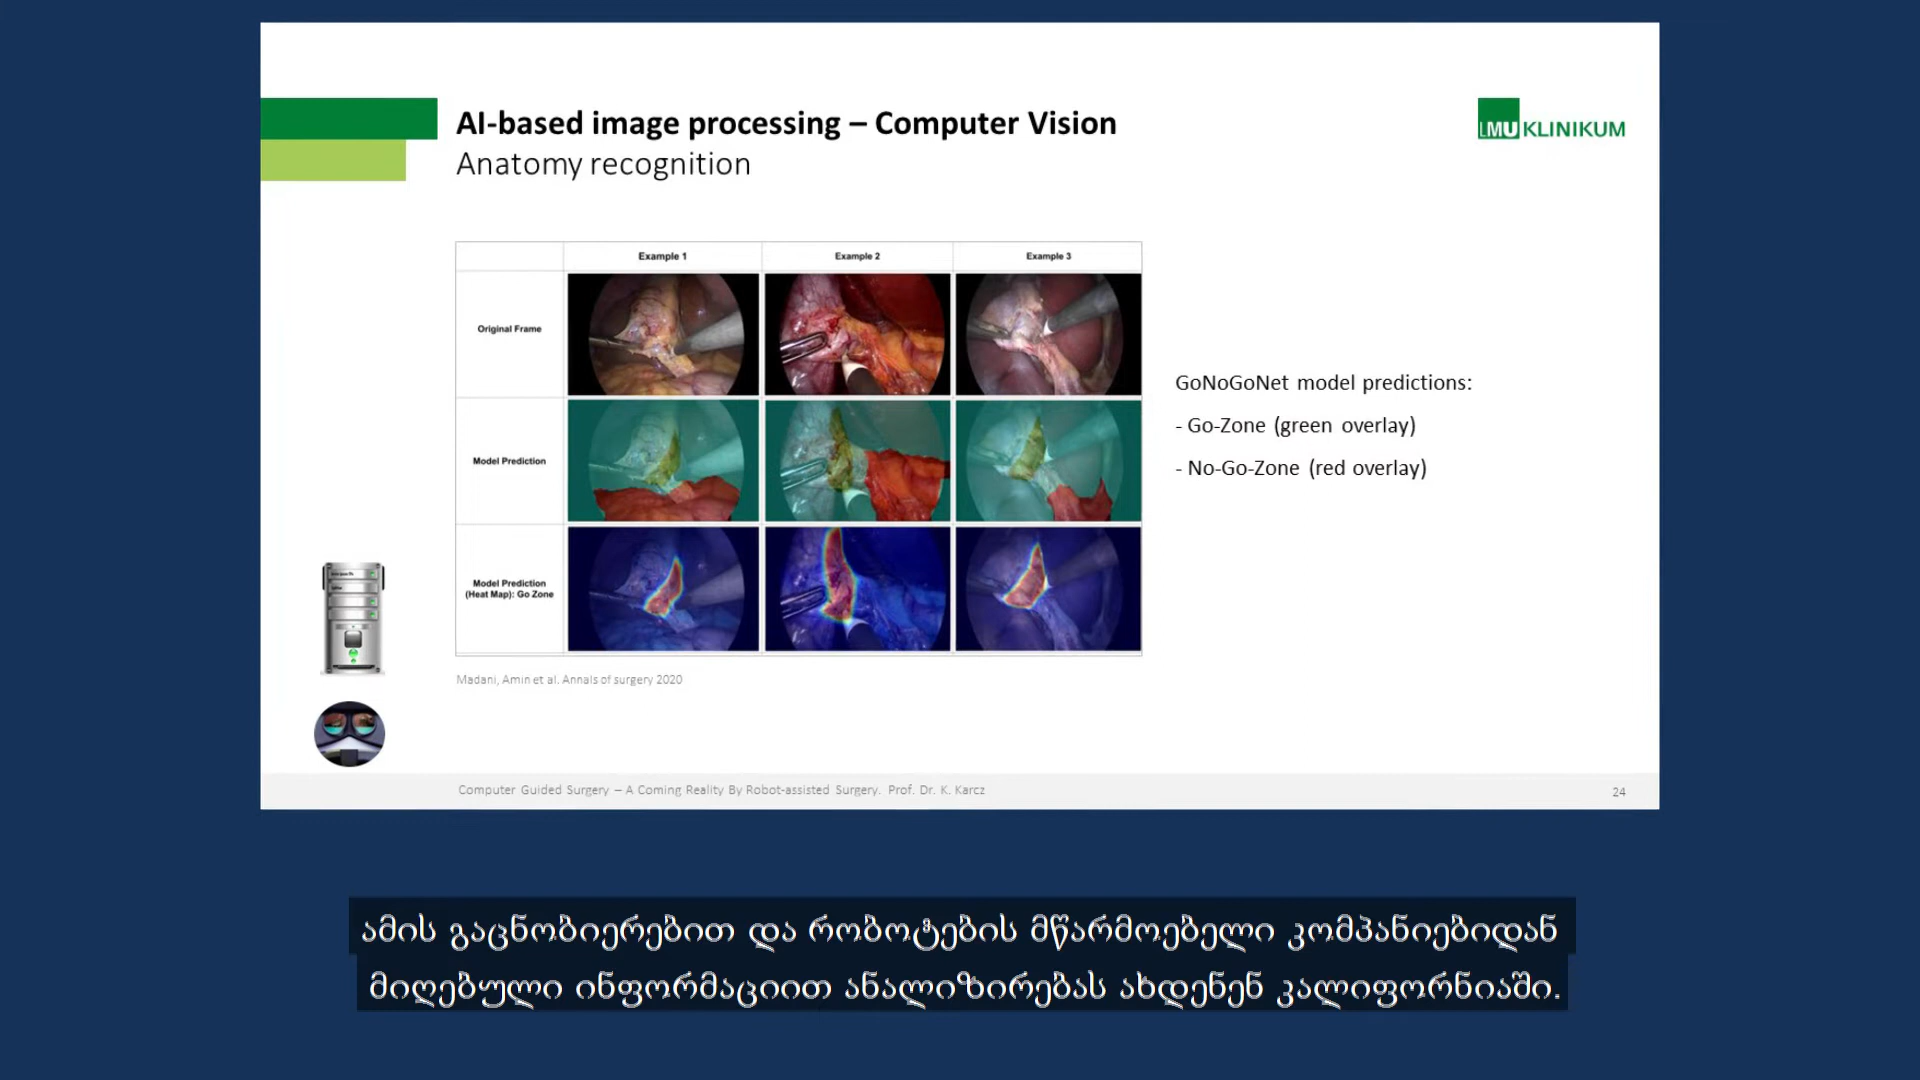 AI-based image processing – Computer Vision
Anatomy recognition
LMU KLINIKUM
Example 1
Example 2
Example 3
Original Frame
Model Prediction
Model Prediction
(Heat Map): Go Zone
GoNoGoNet model predictions:
- Go-Zone (green overlay)
- No-Go-Zone (red overlay)
Madani, Amin et al. Annals of surgery 2020
Computer Guided Surgery – A Coming Reality By Robot-assisted Surgery. Prof. Dr. K. Karcz
24
ამის გაცნობიერებით და რობოტების მწარმოებელი კომპანიებიდან
მიღებული ინფორმაციით ანალიზირებას ახდენენ კალიფორნიაში.